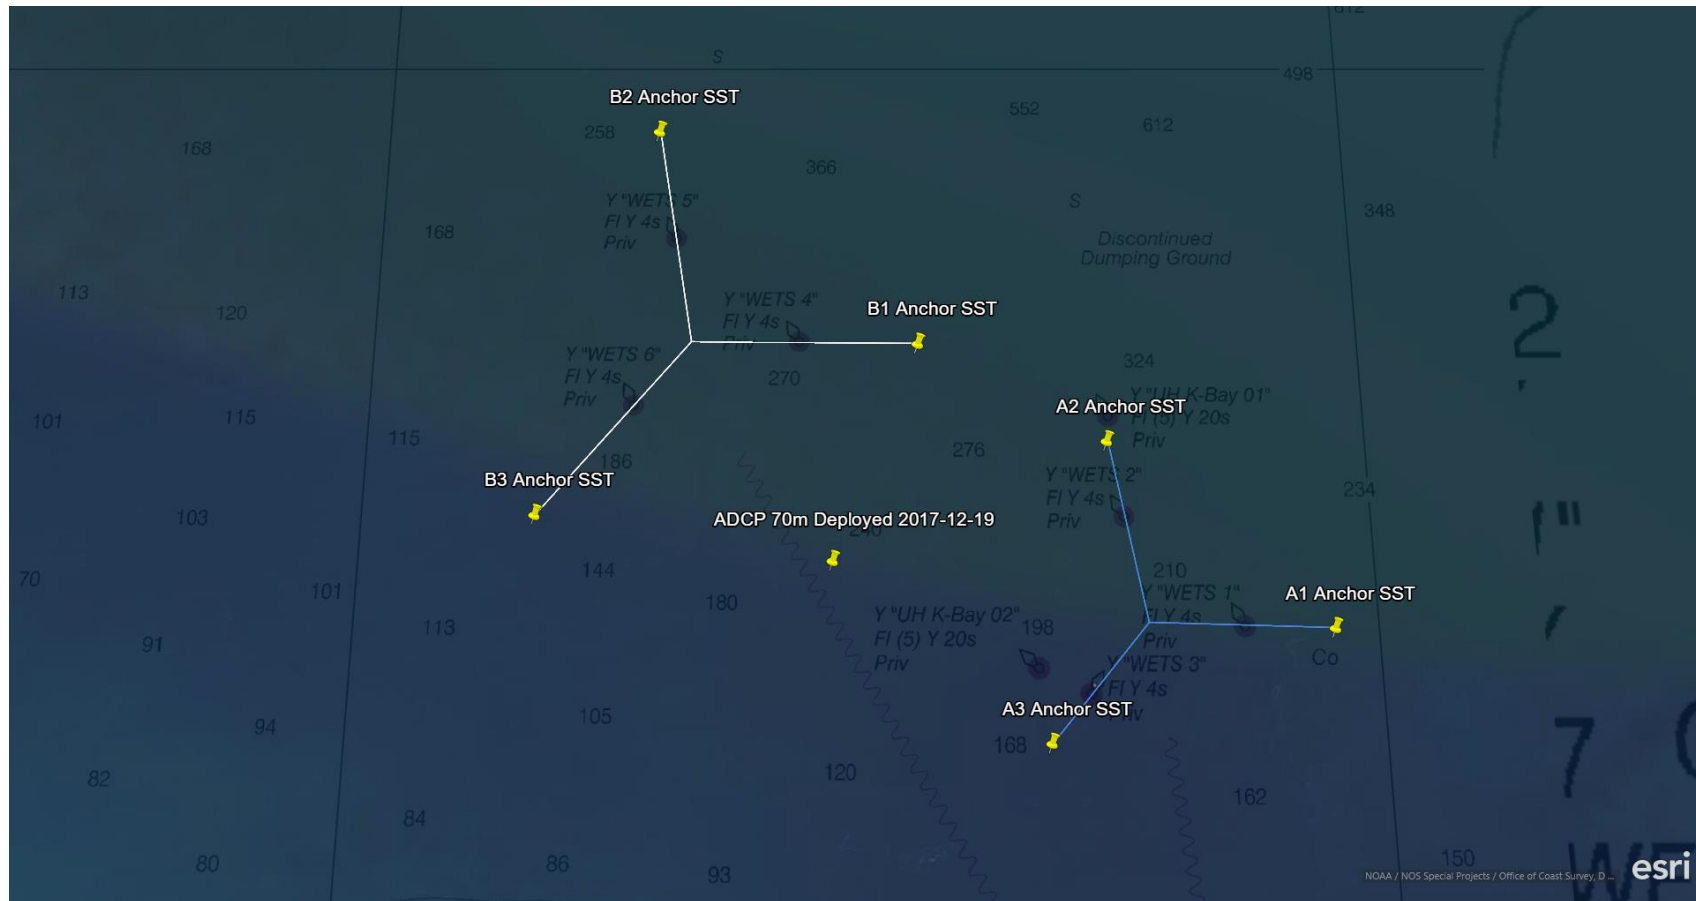 612
S
498
B2 Anchor SST
552
258
612
168
366
Y "WETS 5"
Fl Y 4s
Priv
S
348
168
Discontinued
Dumping Ground
113
120
Y "WETS 4"
Fl Y 4s
Priv
B1 Anchor SST
2
Y "WETS 6"
Fl Y 4s
Priv
270
324
Y "UH K-Bay 01"
Fl (5) Y 20s
Priv
A2 Anchor SST
101
115
115
276
186
Y "WETS 2"
Fl Y 4s
Priv
B3 Anchor SST
234
103
ADCP 70m Deployed 2017-12-19
240
70
101
144
180
210
Y "WETS 1"
Fl Y 4s
Priv
A1 Anchor SST
113
91
Y "UH K-Bay 02"
Fl (5) Y 20s
Priv
198
Co
Y "WETS 3"
Fl Y 4s
Priv
A3 Anchor SST
94
105
168
7
82
120
162
84
80
86
93
150
WE
NOAA / NOS Special Projects / Office of Coast Survey, D ...
esri